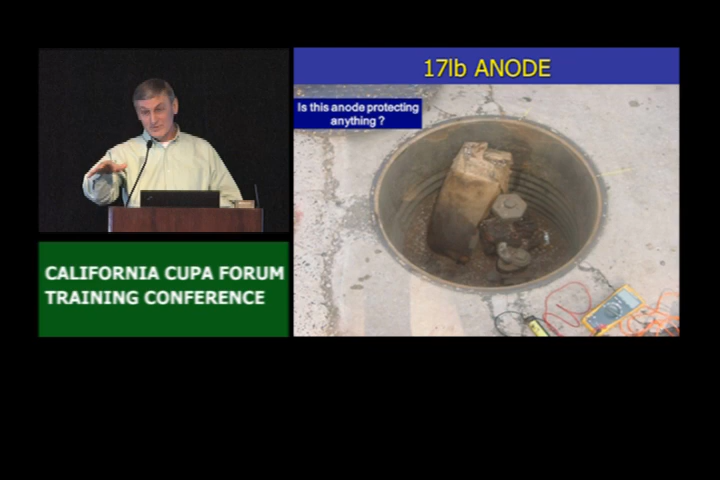 17lb ANODE
Is this anode protecting
anything ?
CALIFORNIA CUPA FORUM
TRAINING CONFERENCE